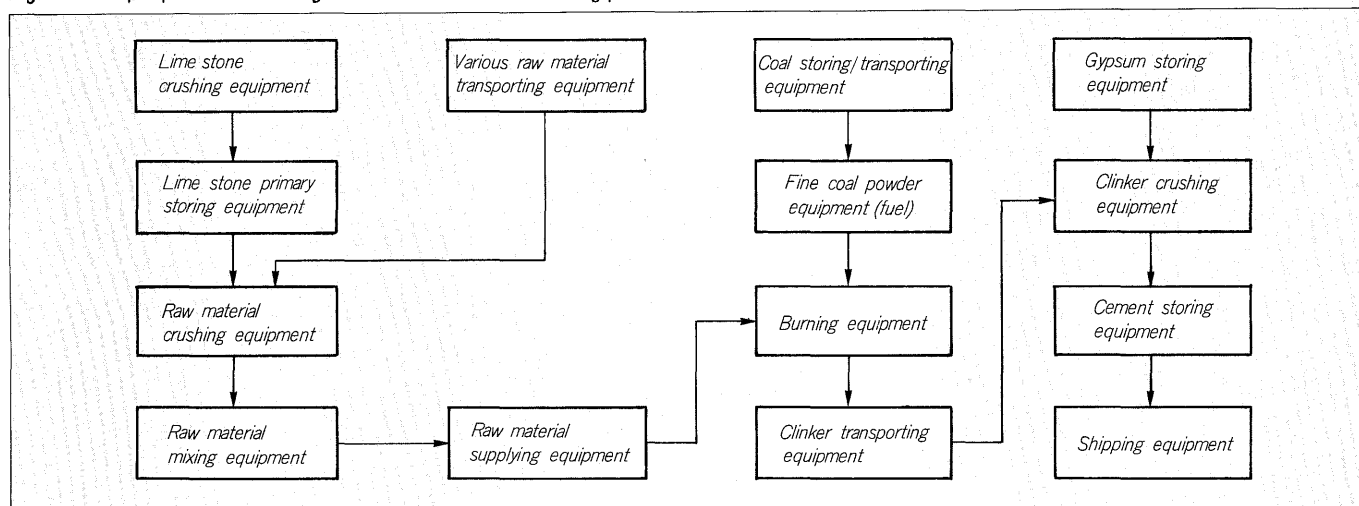 Lime stone
crushing equipment
Various raw material
transporting equipment
Coal storing/transporting
equipment
Gypsum storing
equipment
Lime stone primary
storing equipment
Fine coal powder
equipment (fuel)
Clinker crushing
equipment
Raw material
crushing equipment
Burning equipment
Cement storing
equipment
Raw material
mixing equipment
Raw material
supplying equipment
Clinker transporting
equipment
Shipping equipment